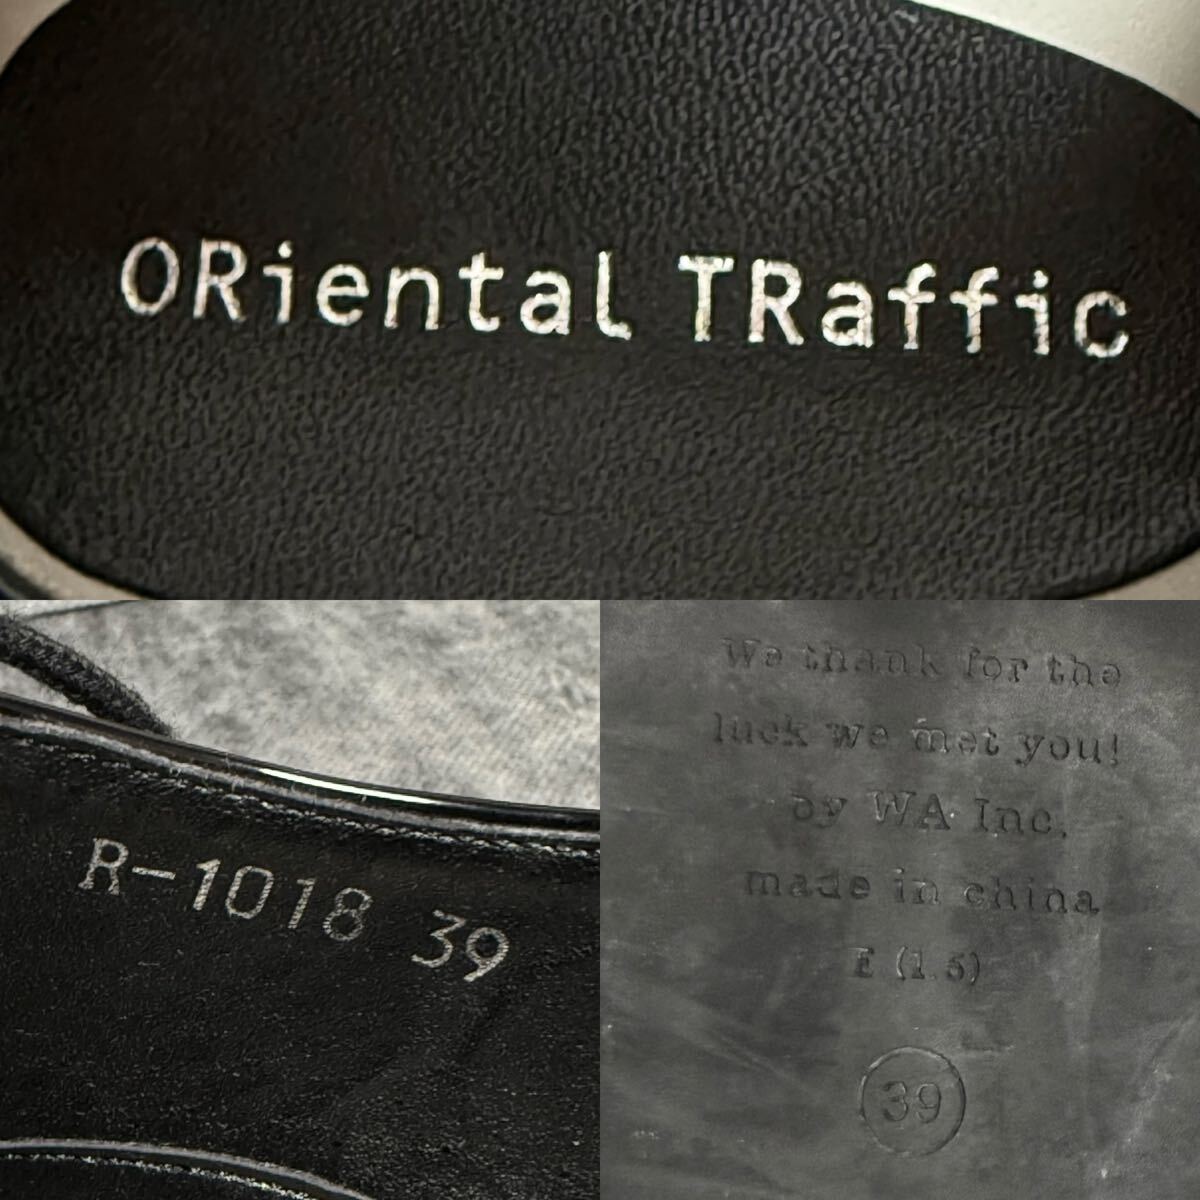 ORiental TRaffic
R-1018 39
We thank for the
luck we met you!
by WA Inc.
made in china
E (1.5)
39